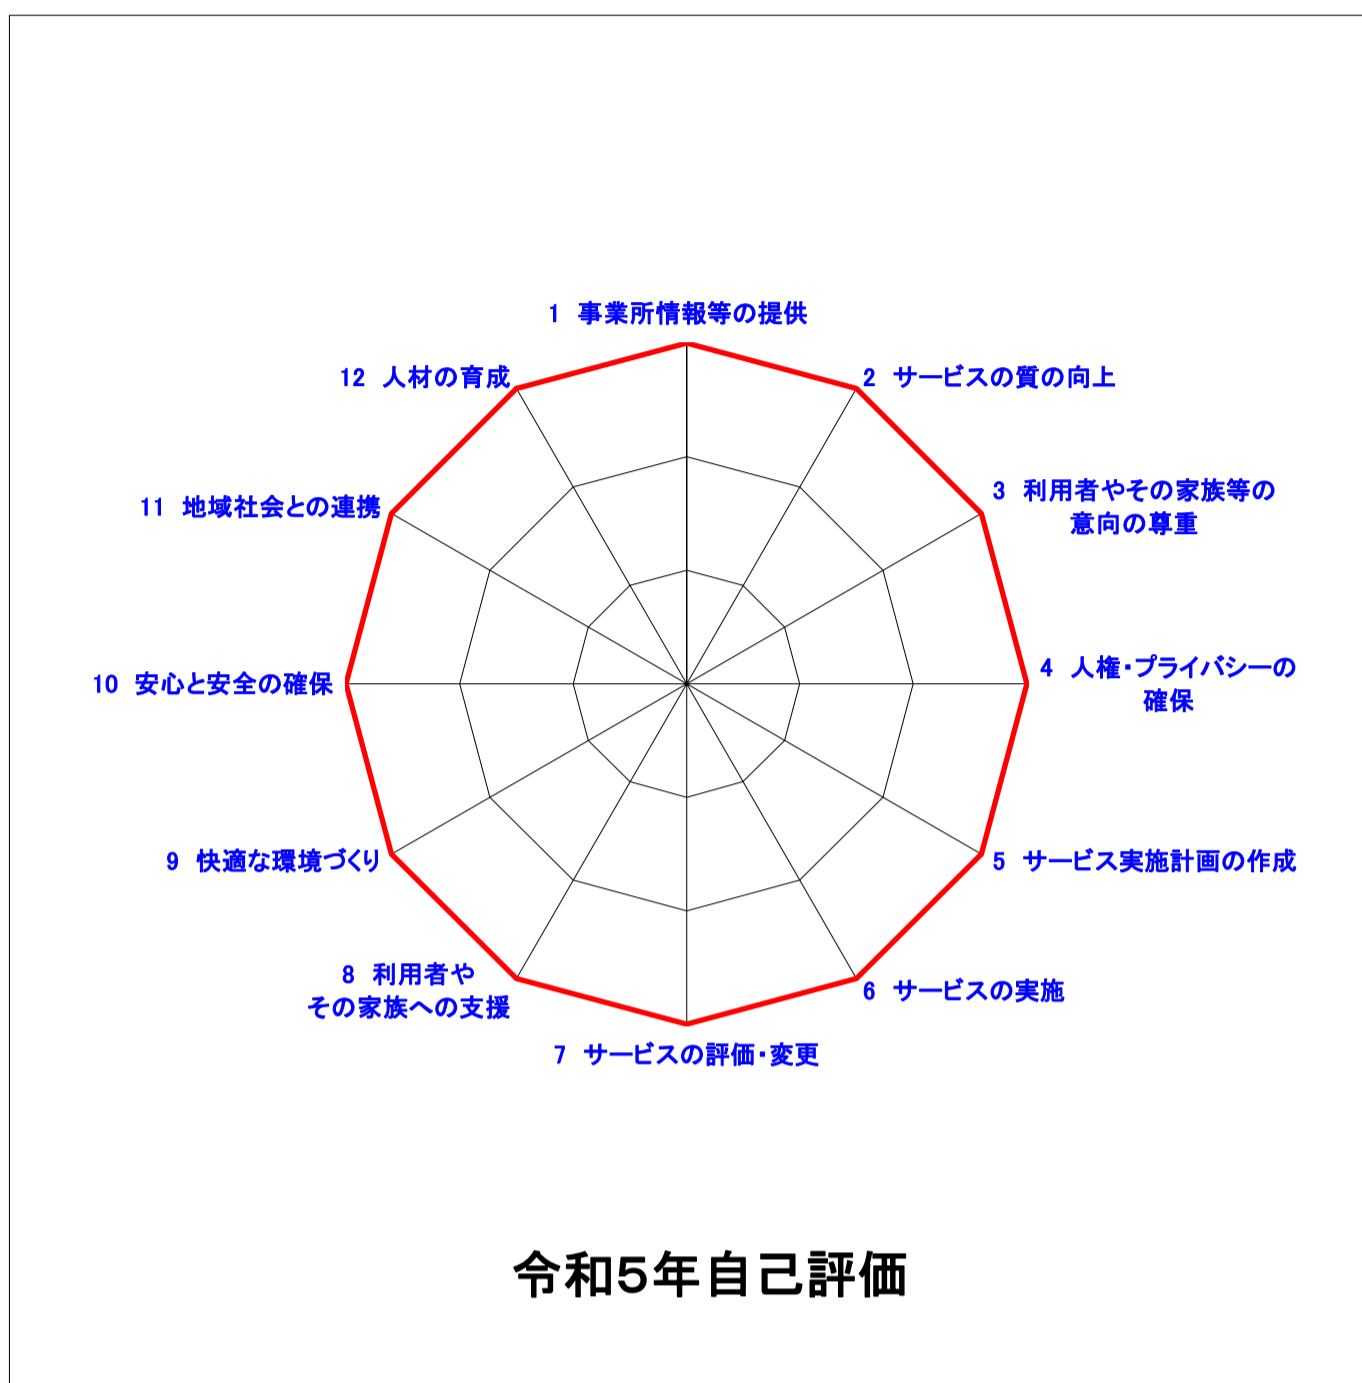 1 事業所情報等の提供
2 サービスの質の向上
3 利用者やその家族等の
意向の尊重
4 人権・プライバシーの
確保
5 サービス実施計画の作成
6 サービスの実施
7 サービスの評価・変更
8 利用者や
その家族への支援
9 快適な環境づくり
10 安心と安全の確保
11 地域社会との連携
12 人材の育成
令和5年自己評価